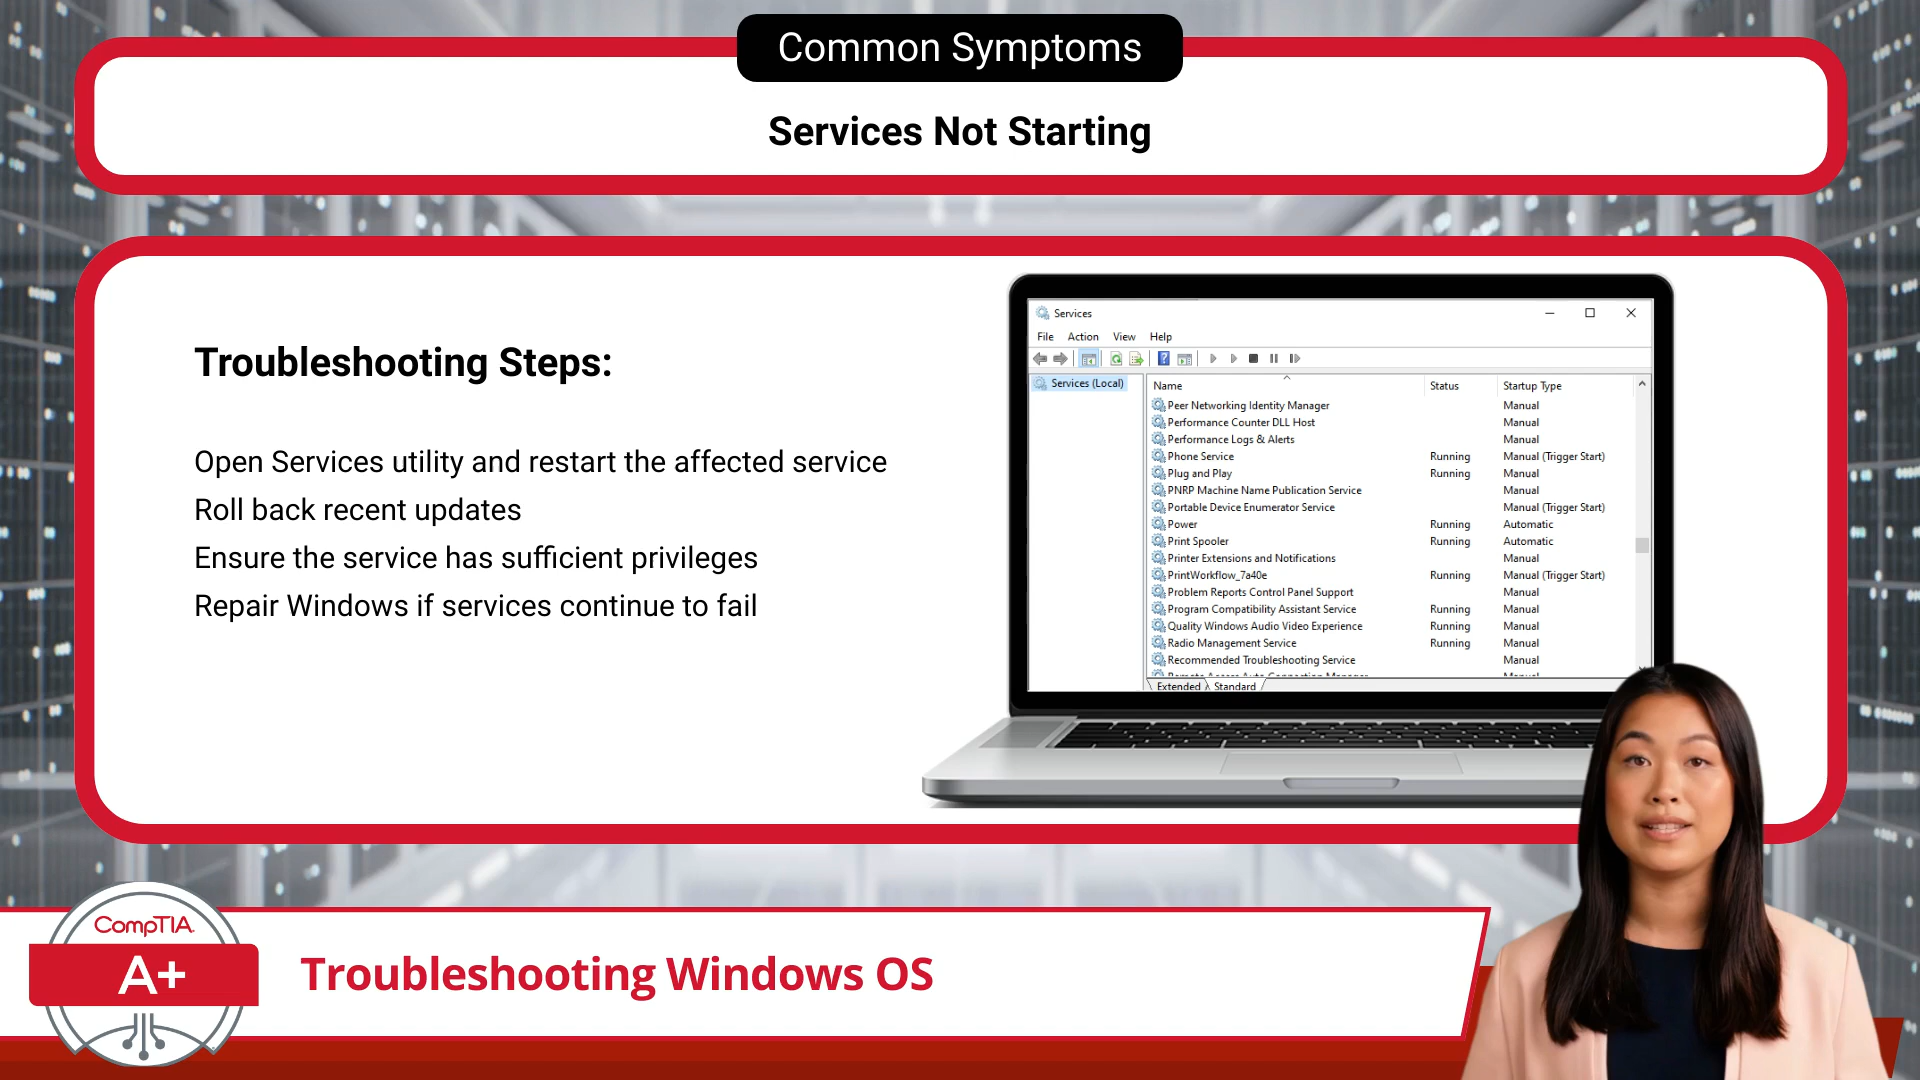 Common Symptoms
Services Not Starting
Troubleshooting Steps:
Open Services utility and restart the affected service
Roll back recent updates
Ensure the service has sufficient privileges
Repair Windows if services continue to fail
Services
File Action View Help
Services (Local)
Name Status Startup Type
Peer Networking Identity Manager Manual
Performance Counter DLL Host Manual
Performance Logs & Alerts Manual
Phone Service Running Manual (Trigger Start)
Plug and Play Running Manual
PNRP Machine Name Publication Service Manual
Portable Device Enumerator Service Manual (Trigger Start)
Power Running Automatic
Print Spooler Running Automatic
Printer Extensions and Notifications Manual
PrintWorkflow_7a40e Running Manual (Trigger Start)
Problem Reports Control Panel Support Manual
Program Compatibility Assistant Service Running Manual
Quality Windows Audio Video Experience Running Manual
Radio Management Service Running Manual
Recommended Troubleshooting Service Manual
Remote Access Auto Connection Manager Manual
Extended Standard
CompTIA.
A+
Troubleshooting Windows OS